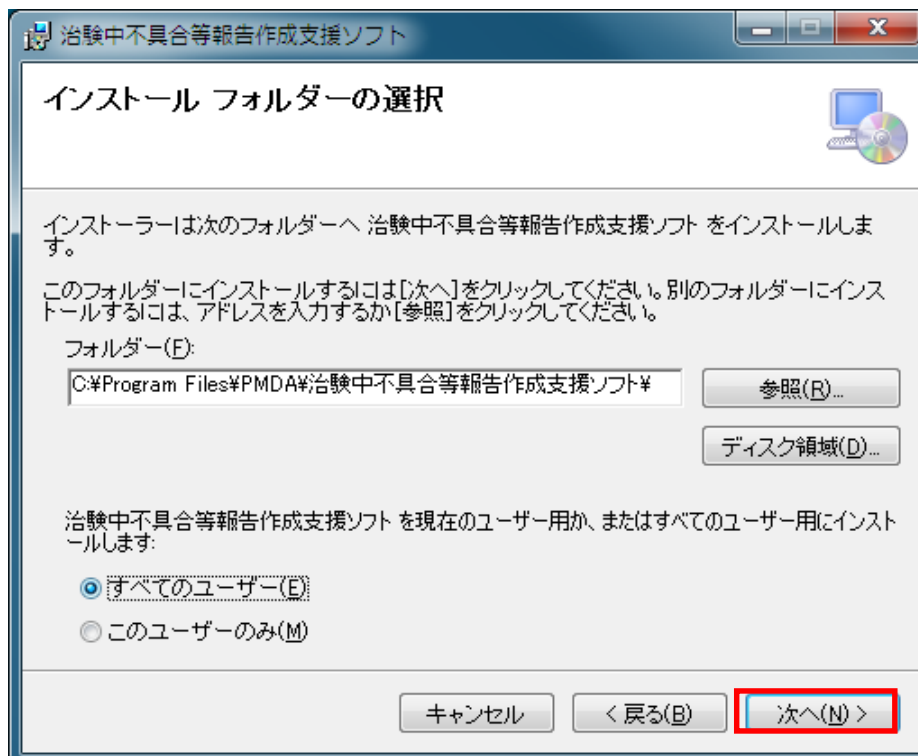 治験中不具合等報告作成支援ソフト
インストール フォルダーの選択
インストーラーは次のフォルダーへ 治験中不具合等報告作成支援ソフト をインストールしま
す。
このフォルダーにインストールするには[次へ]をクリックしてください。別のフォルダーにインス
トールするには、アドレスを入力するか[参照]をクリックしてください。
フォルダー(F):
C:¥Program Files¥PMDA¥治験中不具合等報告作成支援ソフト¥
参照(R)...
ディスク領域(D)...
治験中不具合等報告作成支援ソフト を現在のユーザー用か、またはすべてのユーザー用にインスト
ールします:
すべてのユーザー(E)
このユーザーのみ(M)
キャンセル
< 戻る(B)
次へ(N) >